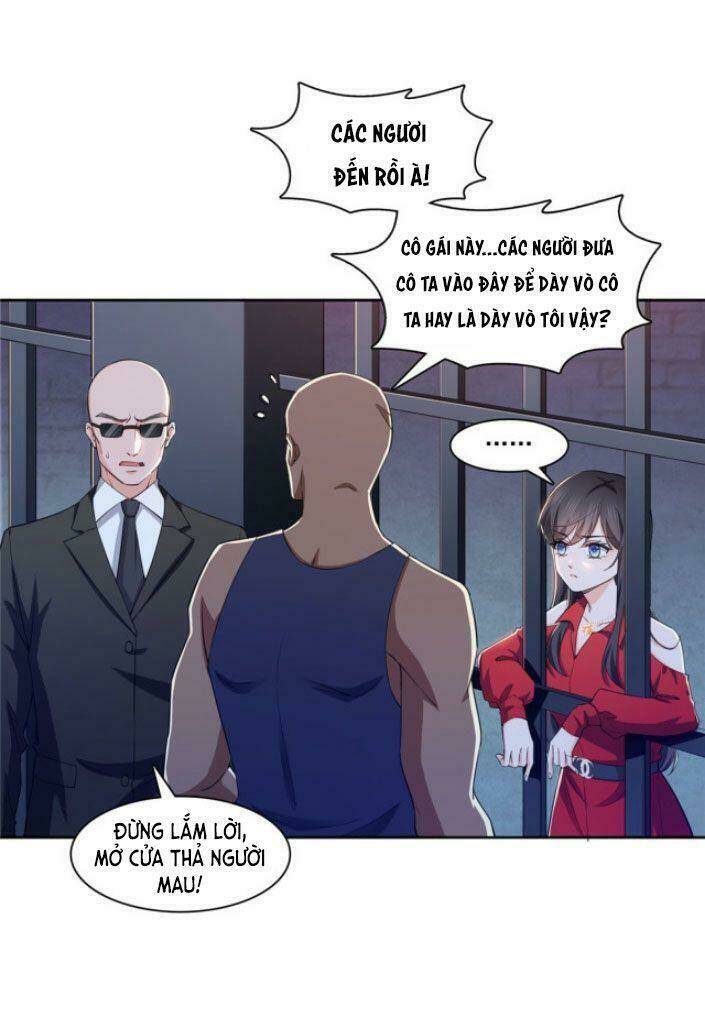 CÁC NGƯƠI
ĐẾN RỒI À!
CÔ GÁI NÀY...CÁC NGƯỜI ĐƯA
CÔ TA VÀO ĐÂY ĐỂ DÀY VÒ CÔ
TA HAY LÀ DÀY VÒ TÔI VẬY?
......
ĐỪNG LẮM LỜI,
MỞ CỬA THẢ NGƯỜI
MAU!